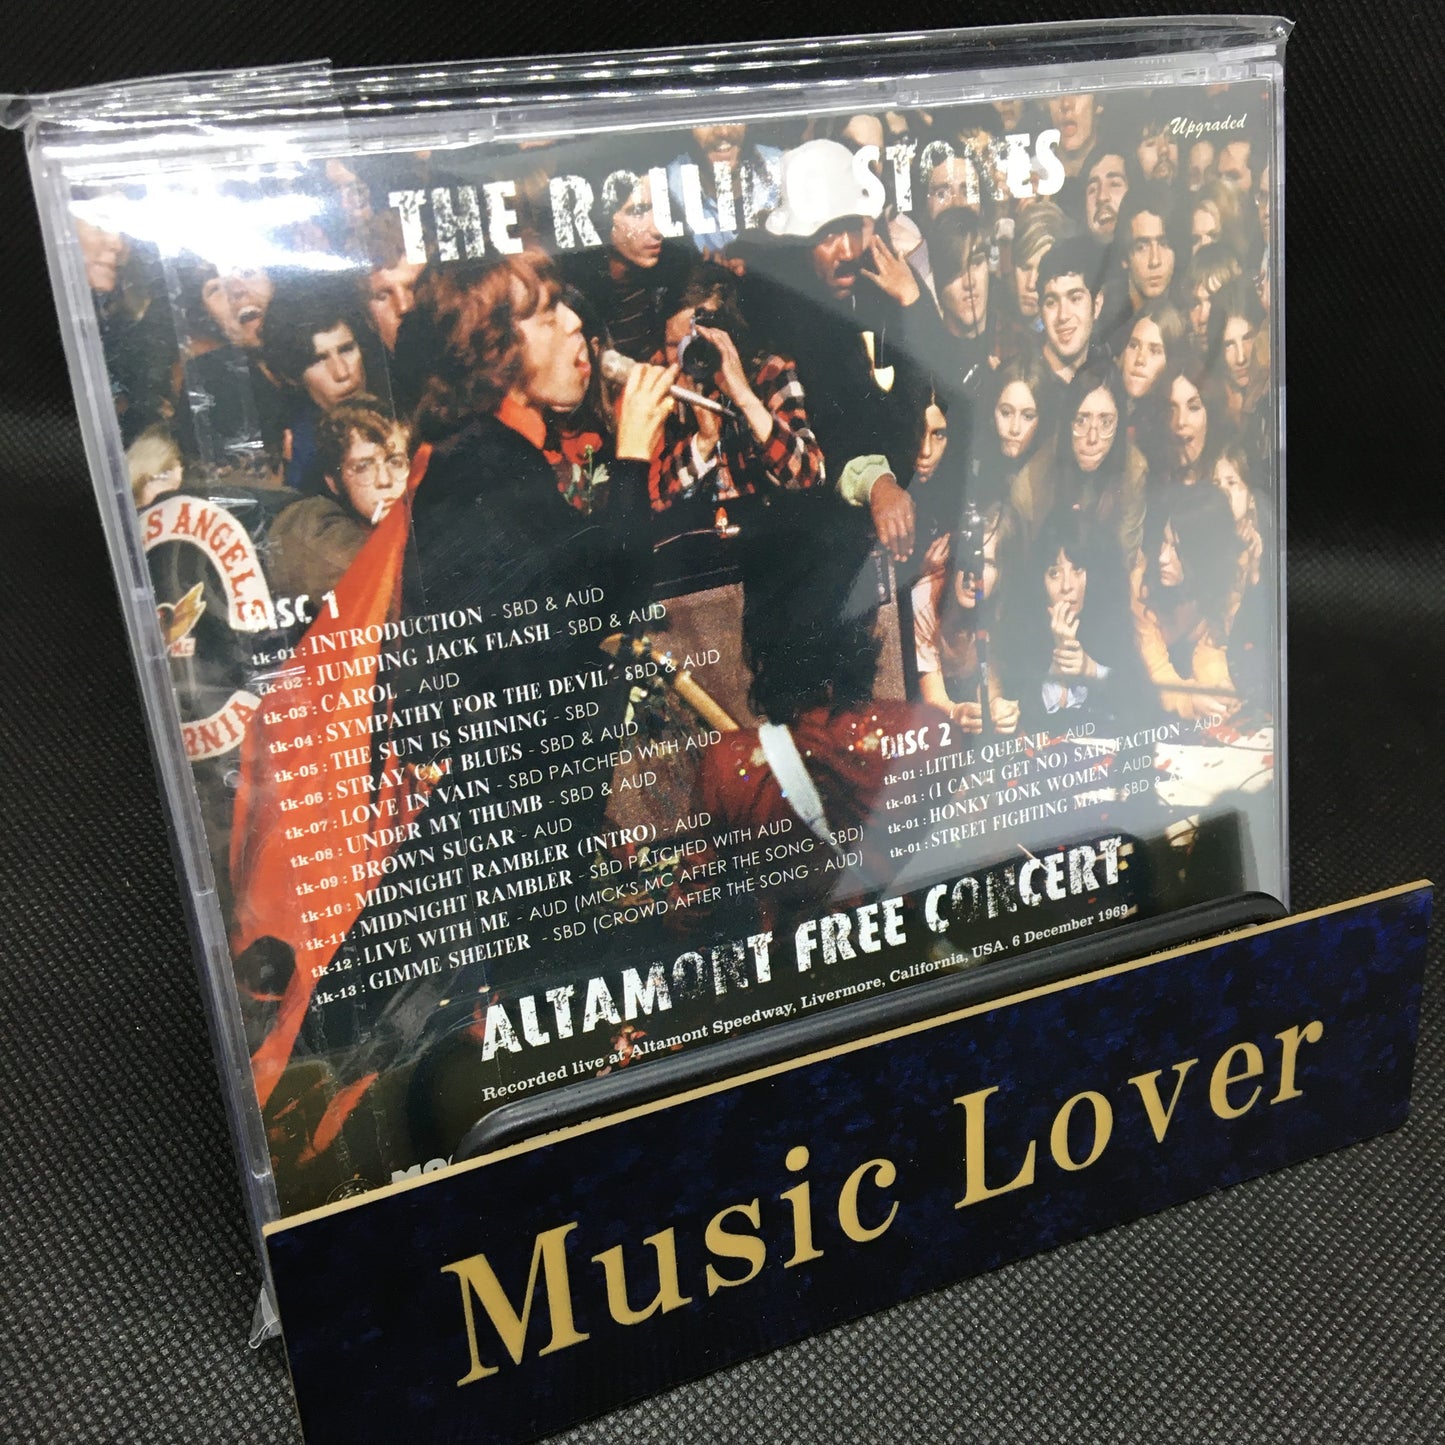 Upgraded
THE ROLLING STONES
S ANGELS
DISC 1
tk-01 : INTRODUCTION - SBD & AUD
tk-02 : JUMPING JACK FLASH - SBD & AUD
tk-03 : CAROL - AUD
tk-04 : SYMPATHY FOR THE DEVIL - SBD & AUD
tk-05 : THE SUN IS SHINING - SBD
tk-06 : STRAY CAT BLUES - SBD & AUD
tk-07 : LOVE IN VAIN - SBD PATCHED WITH AUD
tk-08 : UNDER MY THUMB - SBD & AUD
tk-09 : BROWN SUGAR - AUD
tk-10 : MIDNIGHT RAMBLER (INTRO) - AUD
tk-11 : MIDNIGHT RAMBLER - SBD PATCHED WITH AUD
tk-12 : LIVE WITH ME - AUD (MICK'S MC AFTER THE SONG - SBD)
tk-13 : GIMME SHELTER - SBD (CROWD AFTER THE SONG - AUD)
DISC 2
tk-01 : LITTLE QUEENIE - AUD
tk-01 : (I CAN'T GET NO) SATISFACTION - AUD
tk-01 : HONKY TONK WOMEN - AUD
tk-01 : STREET FIGHTING MAN - SBD &
ALTAMONT FREE CONCERT
Recorded live at Altamont Speedway, Livermore, California, USA. 6 December 1969
Music Lover